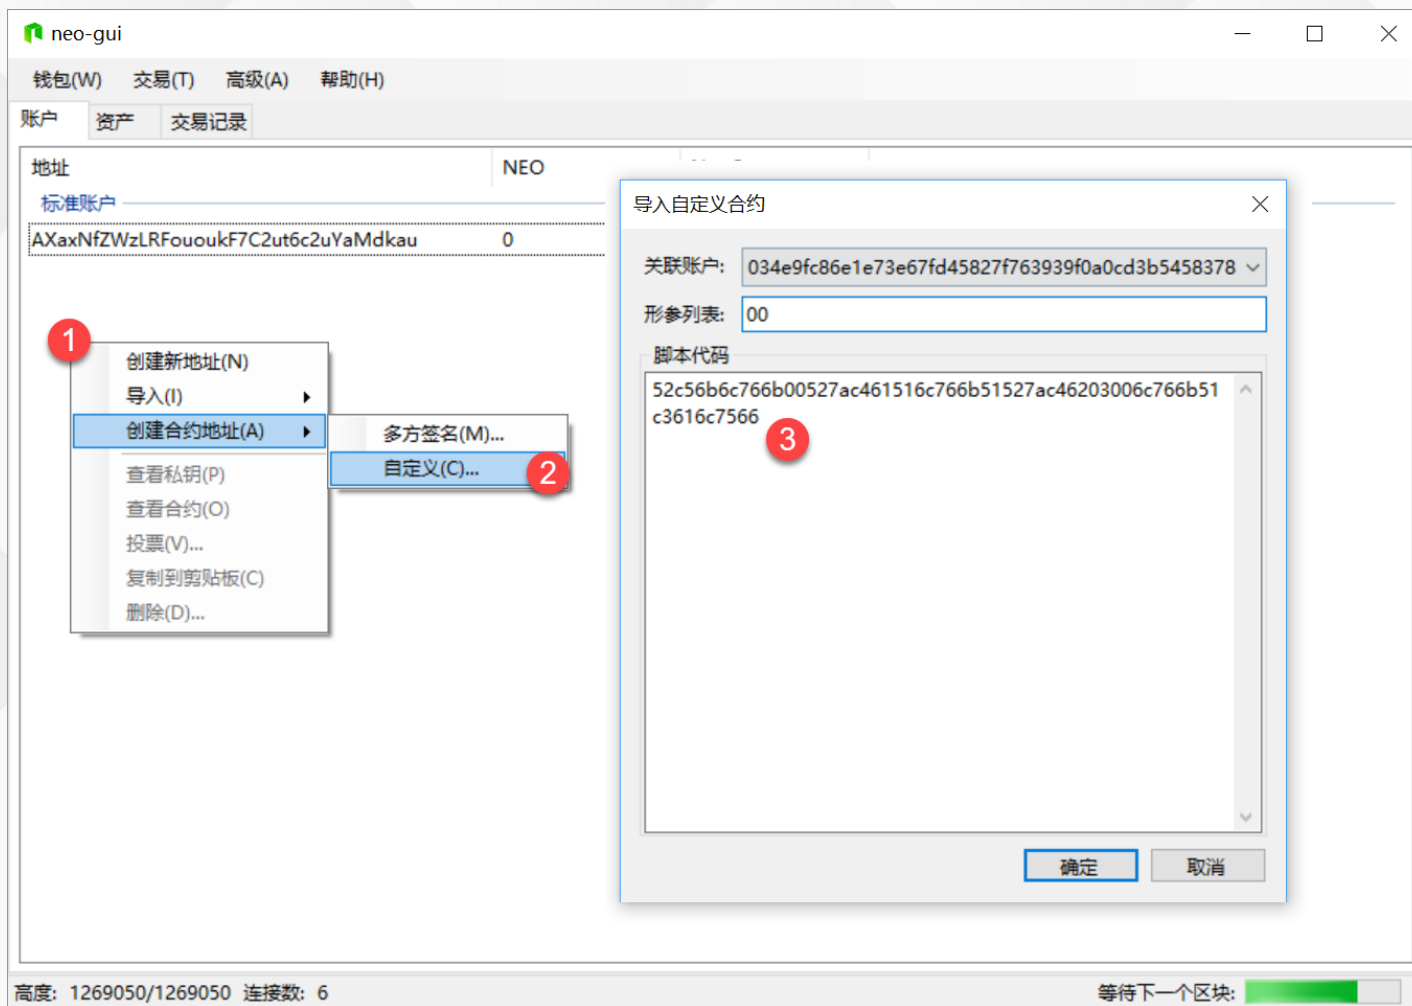 neo-gui
钱包(W) 交易(T) 高级(A) 帮助(H)
账户 资产 交易记录
地址 NEO
标准账户
AXaxNfZWzLRFououkF7C2ut6c2uYaMdkau 0
1
创建新地址(N)
导入(I)
创建合约地址(A)
查看私钥(P)
查看合约(O)
投票(V)...
复制到剪贴板(C)
删除(D)...
多方签名(M)...
自定义(C)...
2
导入自定义合约
关联账户: 034e9fc86e1e73e67fd45827f763939f0a0cd3b5458378
形参列表: 00
脚本代码
52c56b6c766b00527ac461516c766b51527ac46203006c766b51
c3616c7566
3
确定 取消
高度: 1269050/1269050 连接数: 6 等待下一个区块: